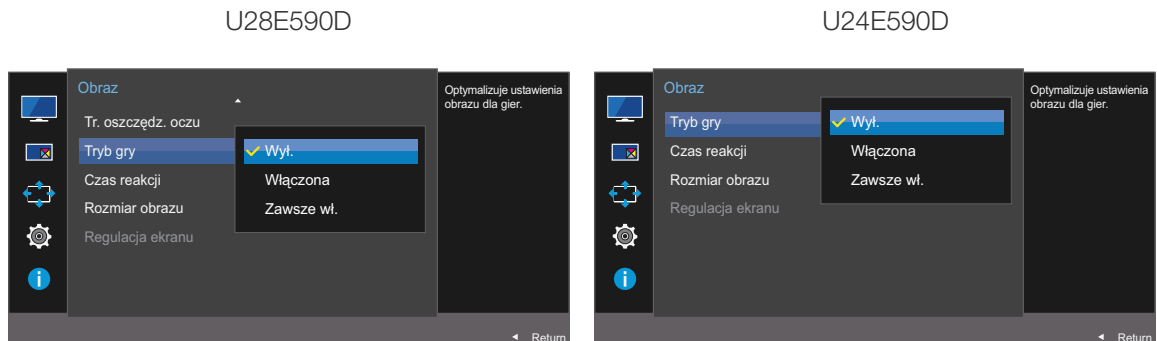 U28E590D
Obraz
Tr. oszczędz. oczu
Tryb gry
Czas reakcji
Rozmiar obrazu
Regulacja ekranu
Wył.
Włączona
Zawsze wł.
Optymalizuje ustawienia
obrazu dla gier.
Return
U24E590D
Obraz
Tryb gry
Czas reakcji
Rozmiar obrazu
Regulacja ekranu
Wył.
Włączona
Zawsze wł.
Optymalizuje ustawienia
obrazu dla gier.
Return